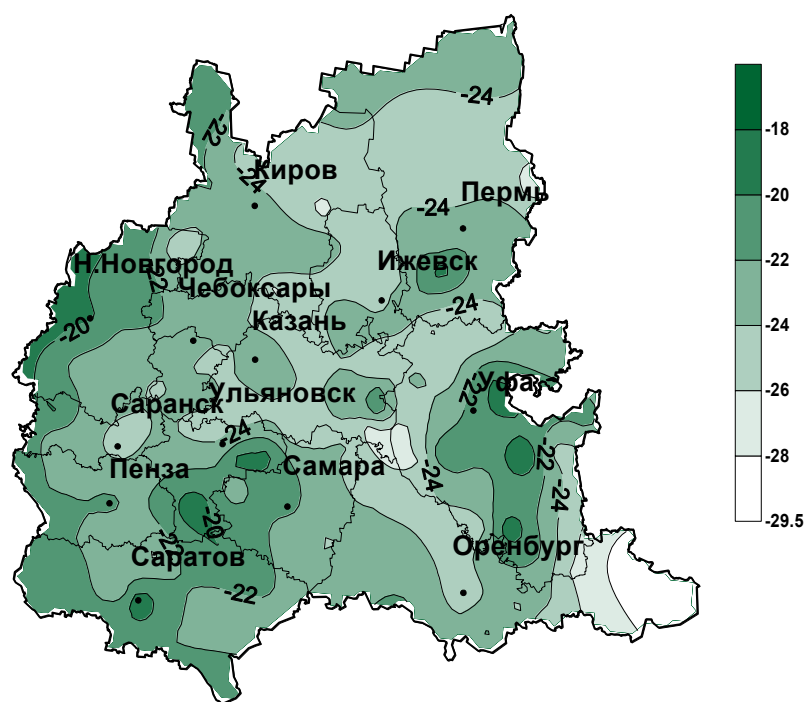 -24
-22
-24
Киров
-24
Пермь
Н.Новгород
-22
Ижевск
Чебоксары
-24
Казань
-20
-22
Уфа
Саранск
Ульяновск
-24
Пенза
Самара
-22
-24
-24
-20
-22
Саратов
Оренбург
-22
-18
-20
-22
-24
-26
-28
-29.5